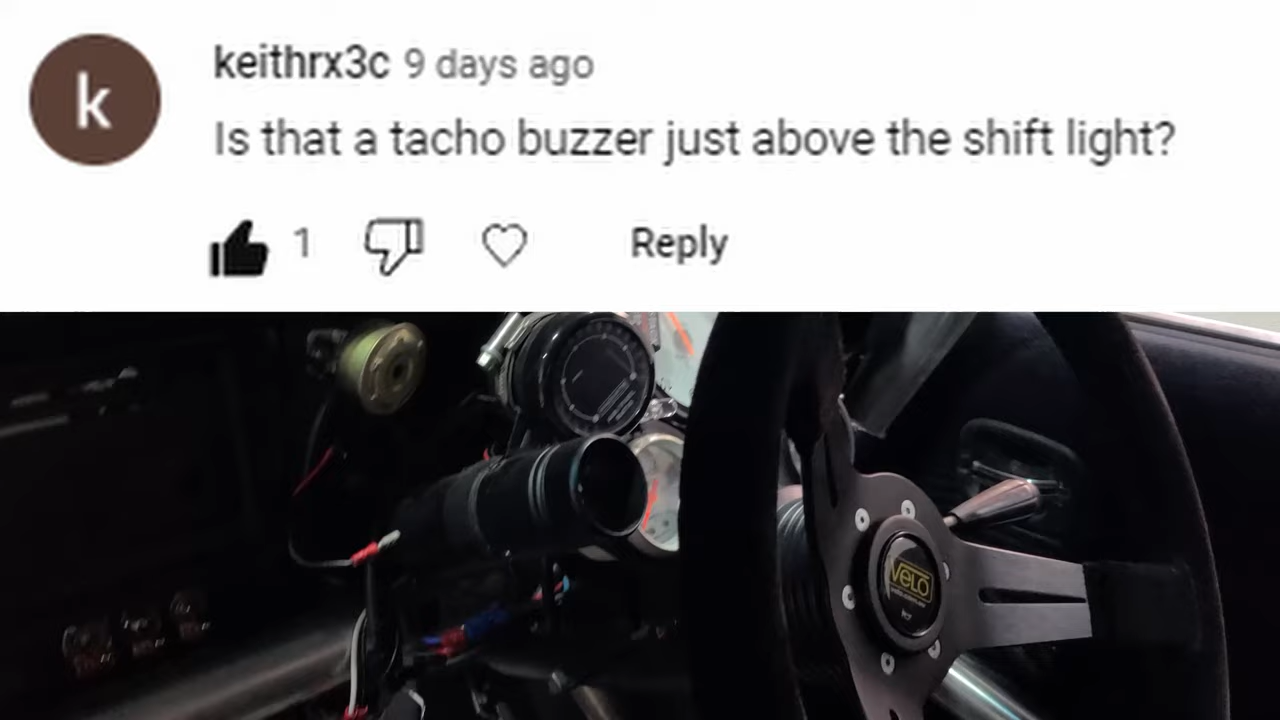 k
keithrx3c 9 days ago
Is that a tacho buzzer just above the shift light?
1
Reply
VELO